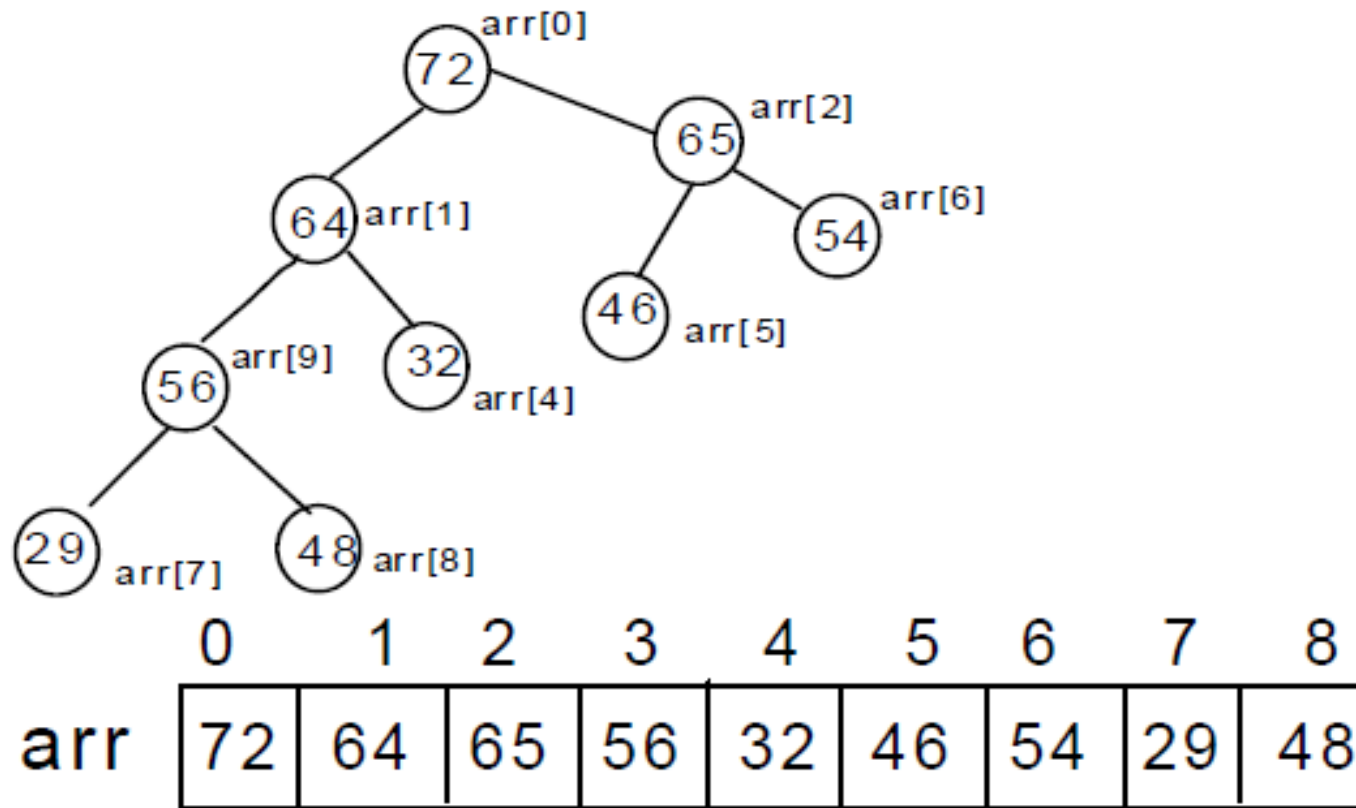 arr[0]
72
arr[2]
65
64 arr[1]
arr[6]
54
46 arr[5]
56 arr[9]
32 arr[4]
29 arr[7]
48 arr[8]
0 1 2 3 4 5 6 7 8
arr 72 64 65 56 32 46 54 29 48